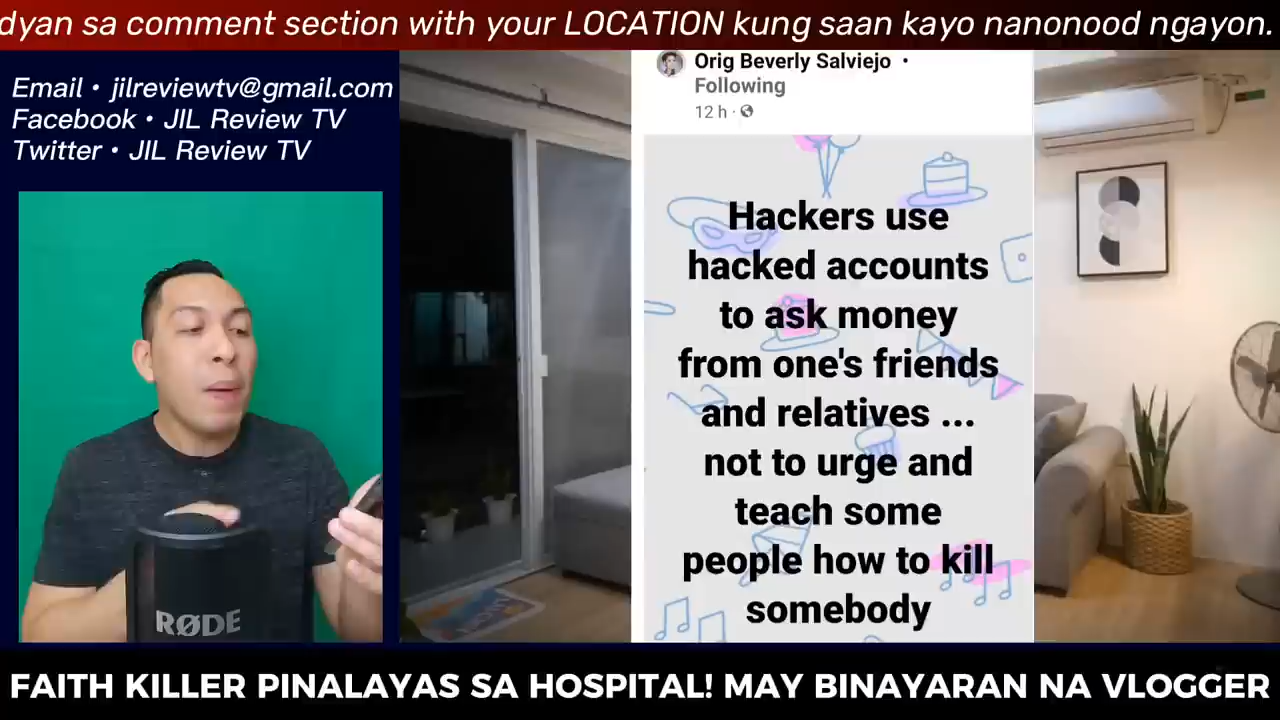 dyan sa comment section with your LOCATION kung saan kayo nanonood ngayon.
Email • jilreviewtv@gmail.com
Facebook • JIL Review TV
Twitter • JIL Review TV
Orig Beverly Salviejo •
Following
12 h ·
Hackers use
hacked accounts
to ask money
from one's friends
and relatives ...
not to urge and
teach some
people how to kill
somebody
RØDE
FAITH KILLER PINALAYAS SA HOSPITAL! MAY BINAYARAN NA VLOGGER